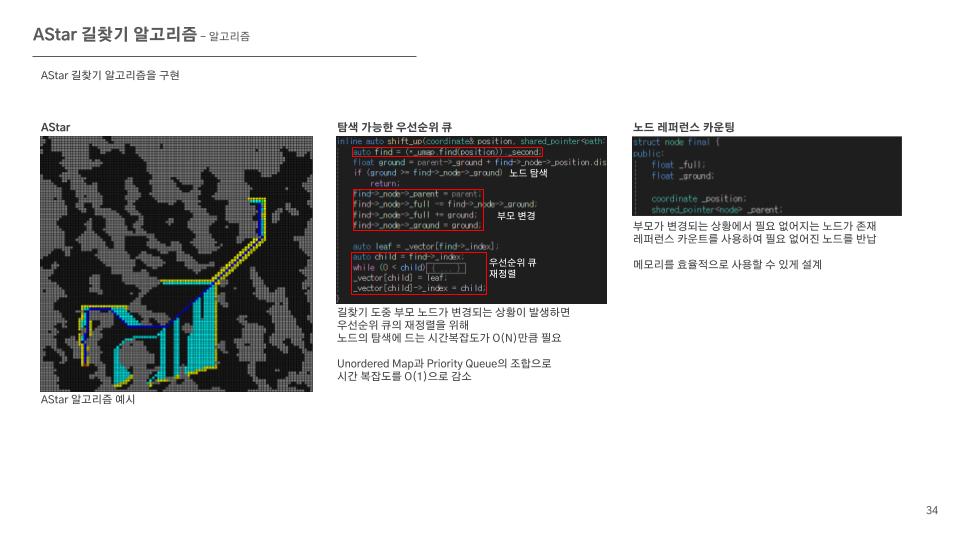 AStar 길찾기 알고리즘 – 알고리즘
AStar 길찾기 알고리즘을 구현
AStar
AStar 알고리즘 예시
탐색 가능한 우선순위 큐
inline auto shift_up(coordinate& position, shared_pointer<path
auto find = (*_umap.find(position))._second;
float ground = parent->_ground + find->_node->_position.dis
if (ground >= find->_node->_ground) 노드 탐색
return;
find->_node->_parent = parent;
find->_node->_full -= find->_node->_ground;
find->_node->_full += ground; 부모 변경
find->_node->_ground = ground;
auto leaf = _vector[find->_index];
auto child = find->_index; 우선순위 큐
while (0 < child) { ... } 재정렬
_vector[child] = leaf;
_vector[child]->_index = child;
}
길찾기 도중 부모 노드가 변경되는 상황이 발생하면
우선순위 큐의 재정렬을 위해
노드의 탐색에 드는 시간복잡도가 O(N)만큼 필요
Unordered Map과 Priority Queue의 조합으로
시간 복잡도를 O(1)으로 감소
노드 레퍼런스 카운팅
struct node final {
public:
float _full;
float _ground;
coordinate _position;
shared_pointer<node> _parent;
부모가 변경되는 상황에서 필요 없어지는 노드가 존재
레퍼런스 카운트를 사용하여 필요 없어진 노드를 반납
메모리를 효율적으로 사용할 수 있게 설계
34